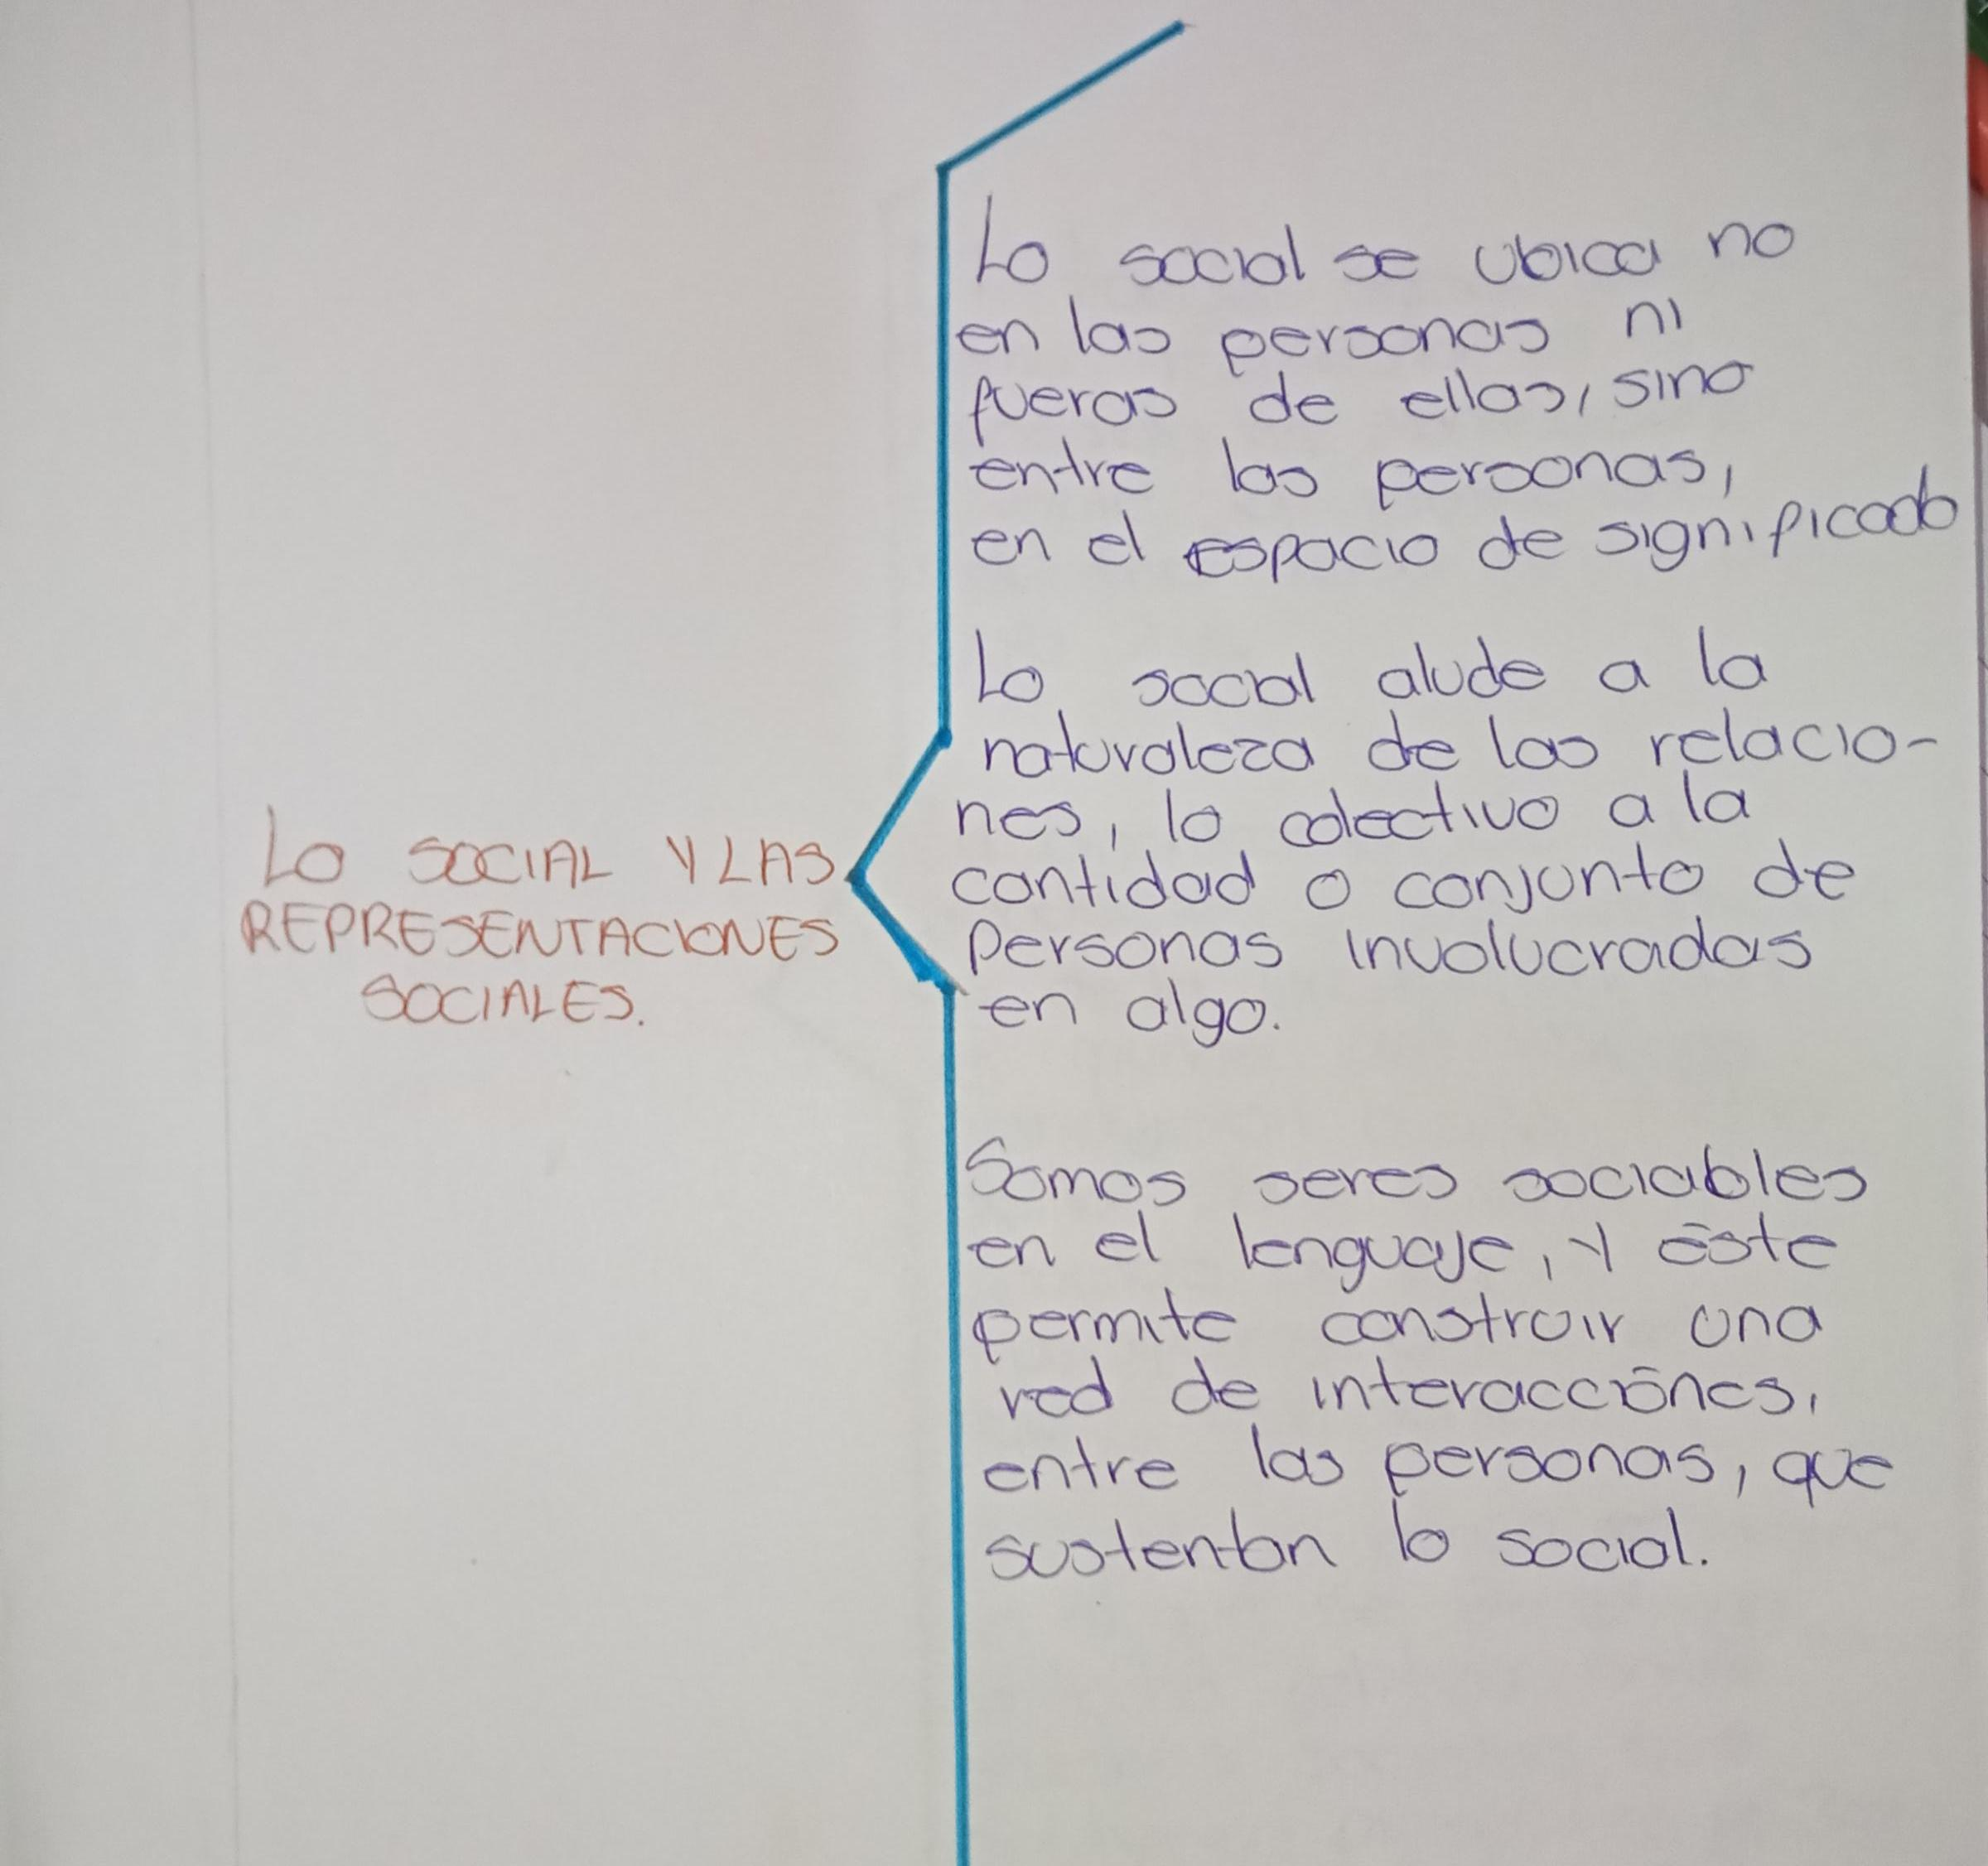 LO SOCIAL Y LAS
REPRESENTACIONES
SOCIALES.
Lo social se ubica no
en las personas ni
fueras de ellas, sino
entre las personas,
en el espacio de significado
Lo social alude a la
naturaleza de las relacio-
nes, lo colectivo a la
cantidad o conjunto de
Personas involucradas
en algo.
Somos seres sociables
en el lenguaje, y éste
permite construir una
red de interacciónes,
entre las personas, que
sustentan lo social.